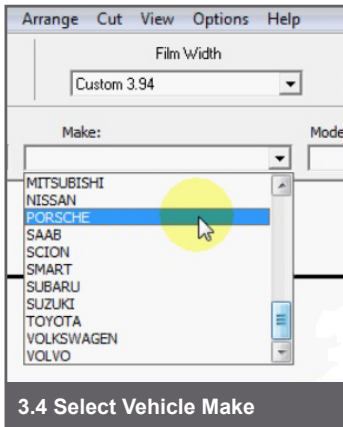 Arrange Cut View Options Help
Film Width
Custom 3.94
Make: Mode
MITSUBISHI
NISSAN
PORSCHE
SAAB
SCION
SMART
SUBARU
SUZUKI
TOYOTA
VOLKSWAGEN
VOLVO
3.4 Select Vehicle Make